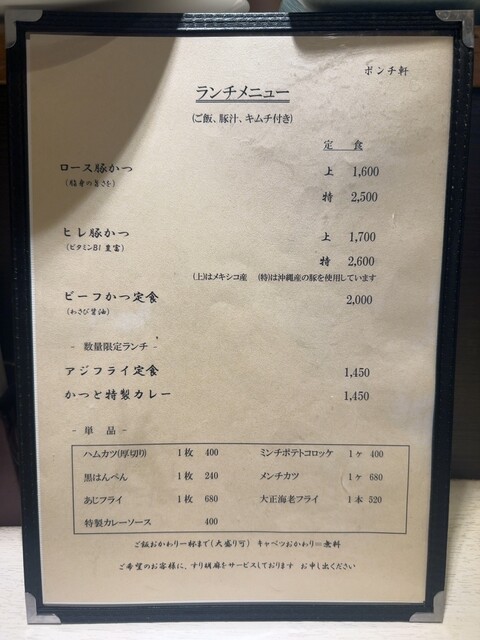 ポンチ軒
ランチメニュー
(ご飯、豚汁、キムチ付き)
定 食
ロース豚かつ 上 1,600
(脂身の旨さを)
特 2,500
ヒレ豚かつ 上 1,700
(ビタミンB1 豊富)
特 2,600
(上)はメキシコ産 (特)は沖縄産の豚を使用しています
ビーフかつ定食 2,000
(わさび醤油)
- 数量限定ランチ -
アジフライ定食 1,450
かつと特製カレー 1,450
- 単 品 -
ハムカツ(厚切り) 1枚 400 ミンチポテトコロッケ 1ヶ 400
黒はんぺん 1枚 240 メンチカツ 1ヶ 680
あじフライ 1枚 680 大正海老フライ 1本 520
特製カレーソース 400
ご飯おかわり一杯まで(大盛り可) キャベツおかわり=無料
ご希望のお客様に、すり胡麻をサービスしております お申し出ください